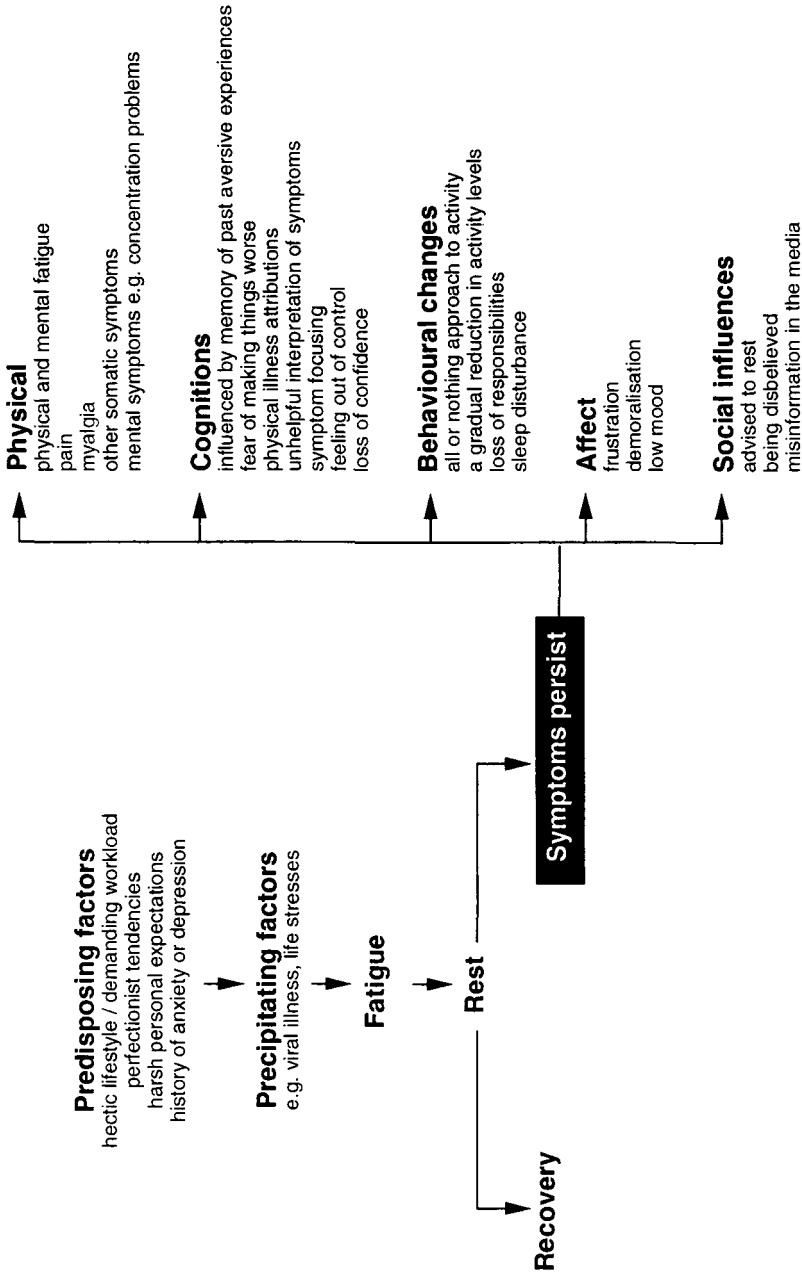 Predisposing factors
hectic lifestyle / demanding workload
perfectionist tendencies
harsh personal expectations
history of anxiety or depression
Precipitating factors
e.g. viral illness, life stresses
Fatigue
Rest
Recovery
Symptoms persist
Physical
physical and mental fatigue
pain
myalgia
other somatic symptoms
mental symptoms e.g. concentration problems
Cognitions
influenced by memory of past aversive experiences
fear of making things worse
physical illness attributions
unhelpful interpretation of symptoms
symptom focusing
feeling out of control
loss of confidence
Behavioural changes
all or nothing approach to activity
a gradual reduction in activity levels
loss of responsibilities
sleep disturbance
Affect
frustration
demoralisation
low mood
Social influences
advised to rest
being disbelieved
misinformation in the media